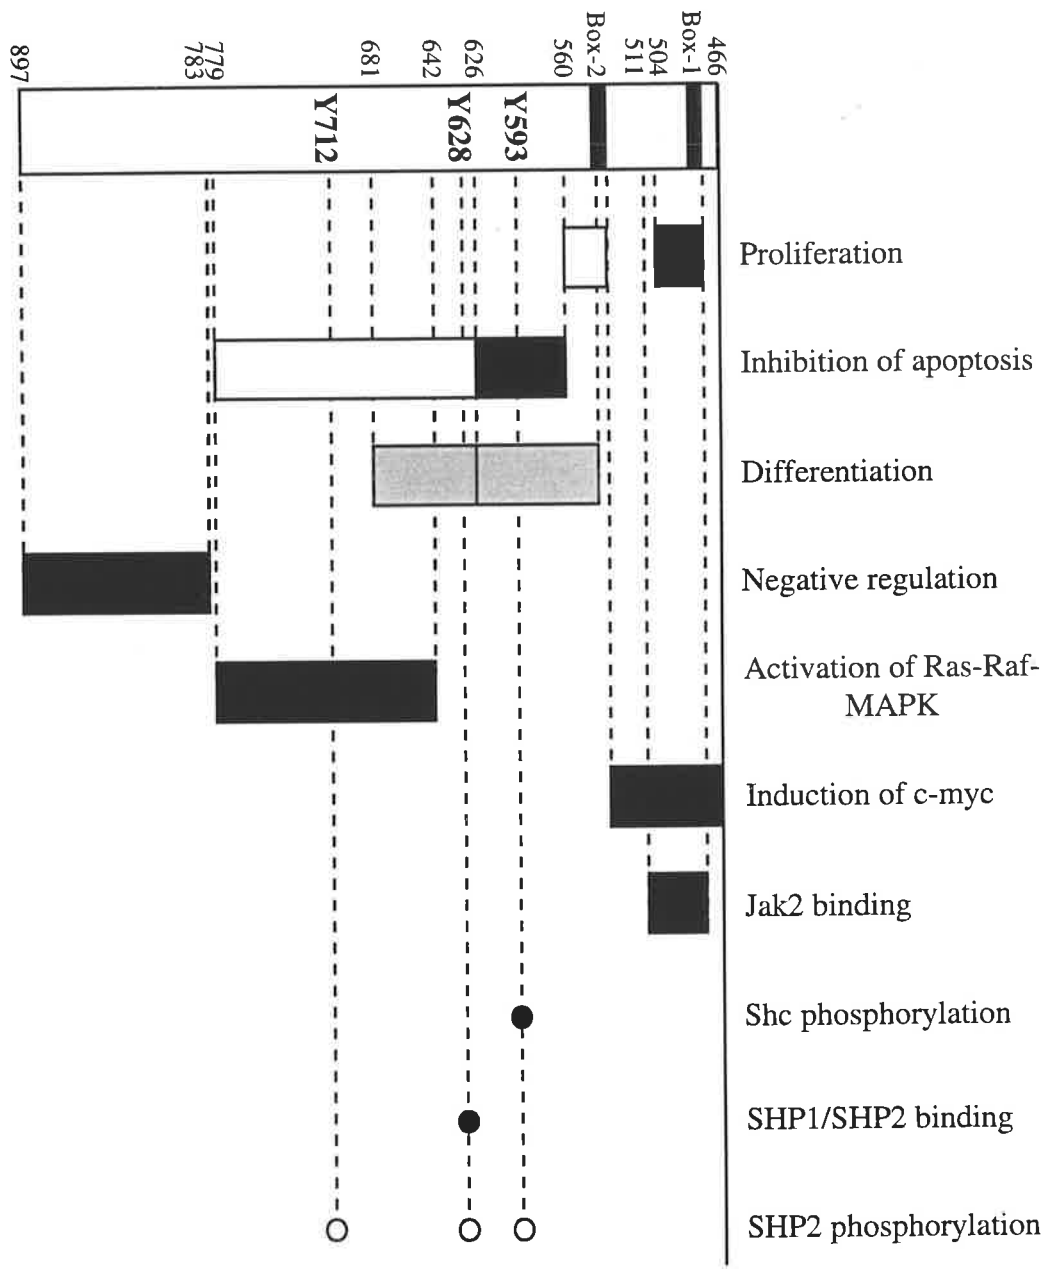 897
783
779
681
642
626
560
Box-2
511
504
Box-1
466
Y712
Y628
Y593
Proliferation
Inhibition of apoptosis
Differentiation
Negative regulation
Activation of Ras-Raf-
MAPK
Induction of c-myc
Jak2 binding
Shc phosphorylation
SHP1/SHP2 binding
SHP2 phosphorylation